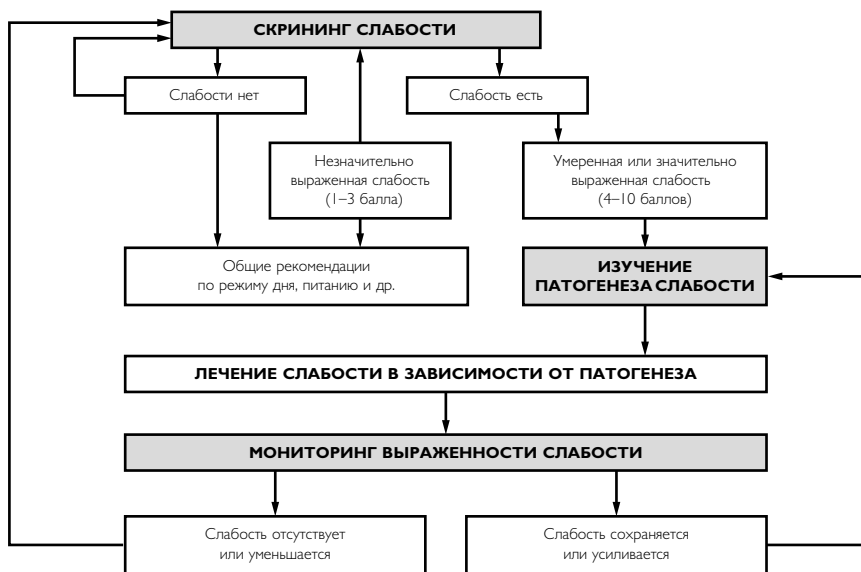 СКРИНИНГ СЛАБОСТИ
Слабости нет
Слабость есть
Незначительно
выраженная слабость
(1–3 балла)
Умеренная или значительно
выраженная слабость
(4–10 баллов)
Общие рекомендации
по режиму дня, питанию и др.
ИЗУЧЕНИЕ
ПАТОГЕНЕЗА СЛАБОСТИ
ЛЕЧЕНИЕ СЛАБОСТИ В ЗАВИСИМОСТИ ОТ ПАТОГЕНЕЗА
МОНИТОРИНГ ВЫРАЖЕННОСТИ СЛАБОСТИ
Слабость отсутствует
или уменьшается
Слабость сохраняется
или усиливается